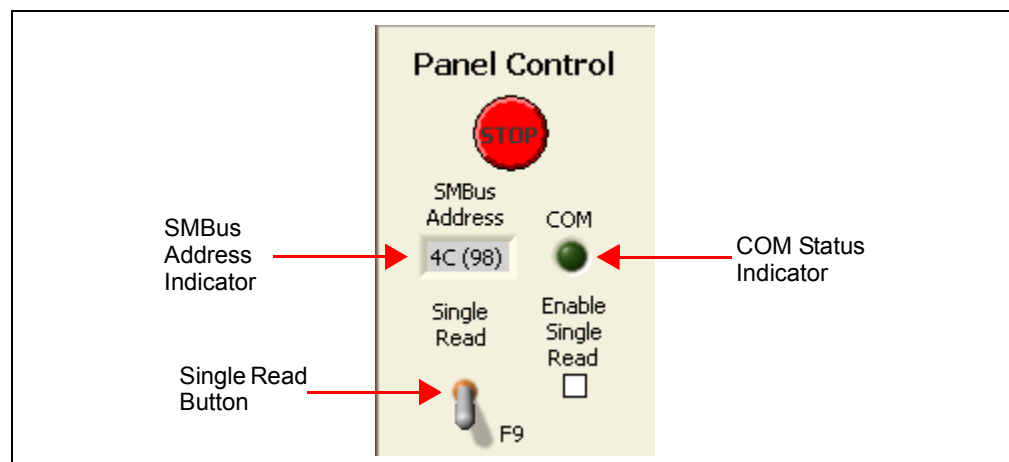 Panel Control
STOP
SMBus
Address
COM
4C (98)
SMBus
Address
Indicator
COM Status
Indicator
Single
Read
Enable
Single
Read
Single Read
Button
F9